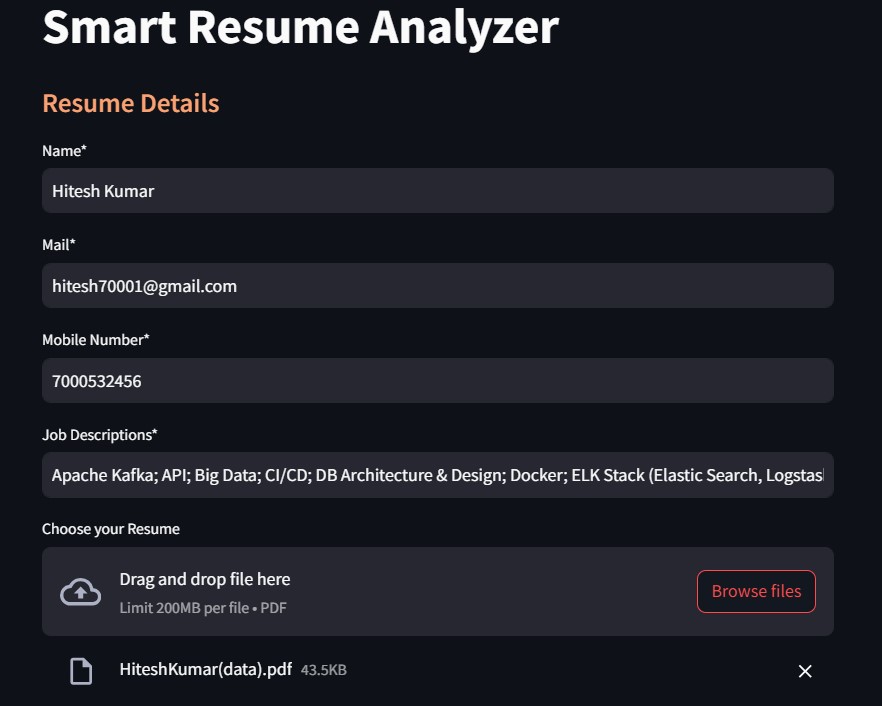 Smart Resume Analyzer
Resume Details
Name*
Hitesh Kumar
Mail*
hitesh70001@gmail.com
Mobile Number*
7000532456
Job Descriptions*
Apache Kafka; API; Big Data; CI/CD; DB Architecture & Design; Docker; ELK Stack (Elastic Search,
Choose your Resume
Drag and drop file here
Limit 200MB per file • PDF
Browse files
HiteshKumar(data).pdf 43.5KB